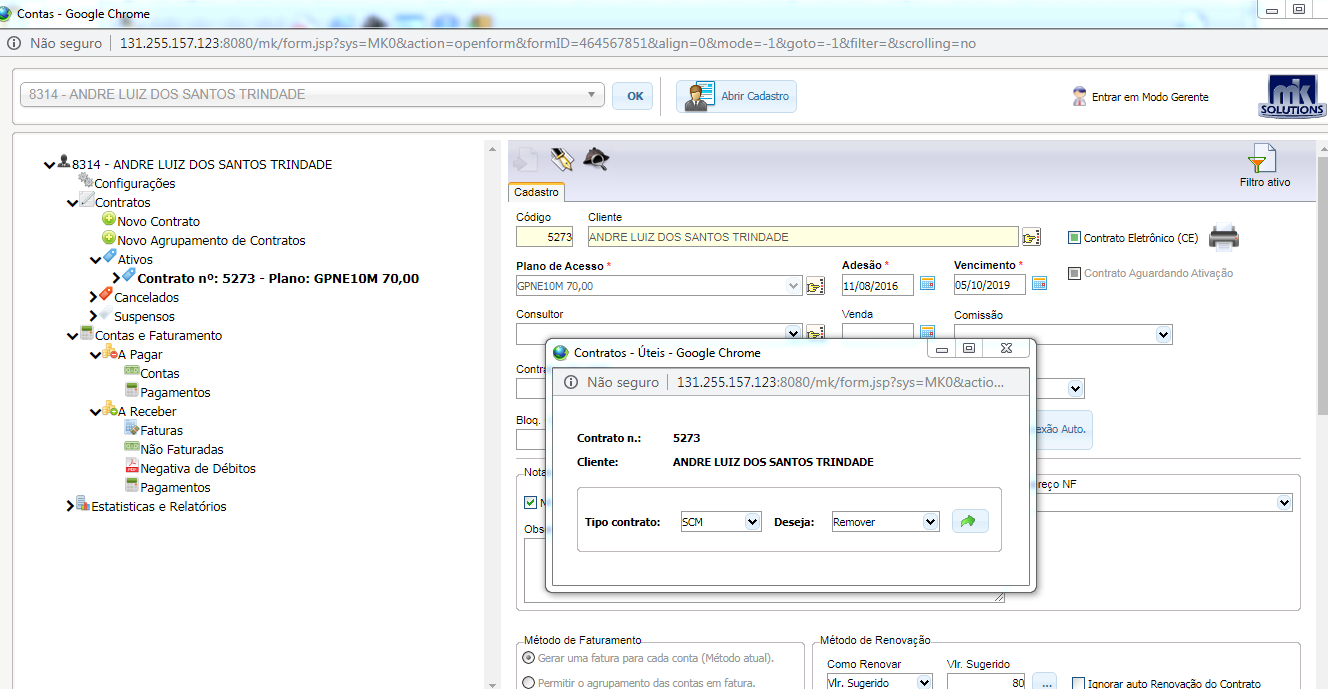 Contas - Google Chrome
Não seguro | 131.255.157.123:8080/mk/form.jsp?sys=MK0&action=openform&formID=464567851&align=0&mode=-1&goto=-1&filter=&scrolling=no
8314 - ANDRE LUIZ DOS SANTOS TRINDADE OK Abrir Cadastro Entrar em Modo Gerente mk SOLUTIONS
8314 - ANDRE LUIZ DOS SANTOS TRINDADE
Configurações
Contratos
Novo Contrato
Novo Agrupamento de Contratos
Ativos
Contrato nº: 5273 - Plano: GPNE10M 70,00
Cancelados
Suspensos
Contas e Faturamento
A Pagar
Contas
Pagamentos
A Receber
Faturas
Não Faturadas
Negativa de Débitos
Pagamentos
Estatisticas e Relatórios
Filtro ativo
Cadastro
Código Cliente
5273 ANDRE LUIZ DOS SANTOS TRINDADE Contrato Eletrônico (CE)
Plano de Acesso * Adesão * Vencimento * Contrato Aguardando Ativação
GPNE10M 70,00 11/08/2016 05/10/2019
Consultor Venda Comissão
Contratos - Úteis - Google Chrome
Contra
Não seguro | 131.255.157.123:8080/mk/form.jsp?sys=MK0&actio...
Bloq. exão Auto.
Contrato n.: 5273
Cliente: ANDRE LUIZ DOS SANTOS TRINDADE
Nota reço NF
N
Tipo contrato: SCM Deseja: Remover
Obs
Método de Faturamento Método de Renovação
Gerar uma fatura para cada conta (Método atual). Como Renovar Vlr. Sugerido
Permitir o agrupamento das contas em fatura. Vlr. Sugerido 80 ... Ignorar auto Renovação do Contrato